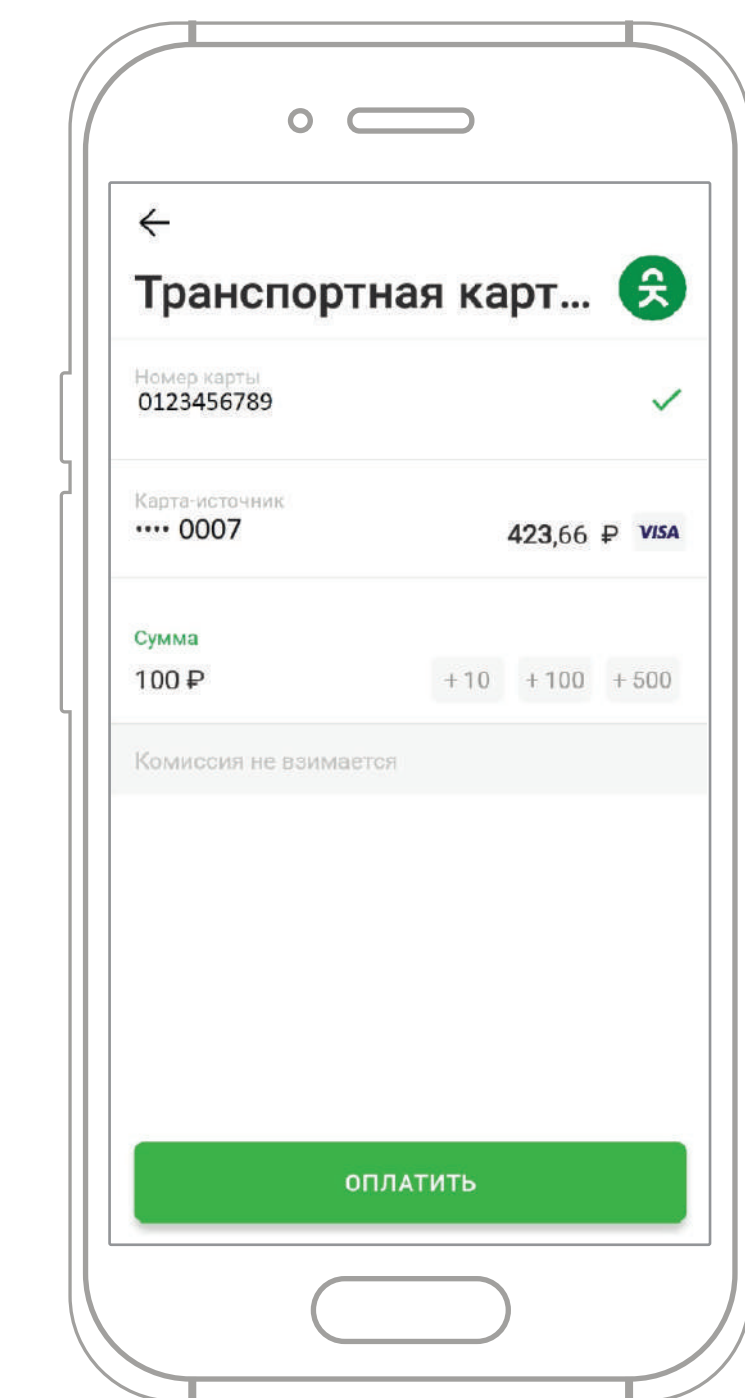 Транспортная карт...
Номер карты
0123456789
Карта-источник
•••• 0007
423,66 ₽ VISA
Сумма
100 ₽
+ 10 + 100 + 500
Комиссия не взимается
ОПЛАТИТЬ